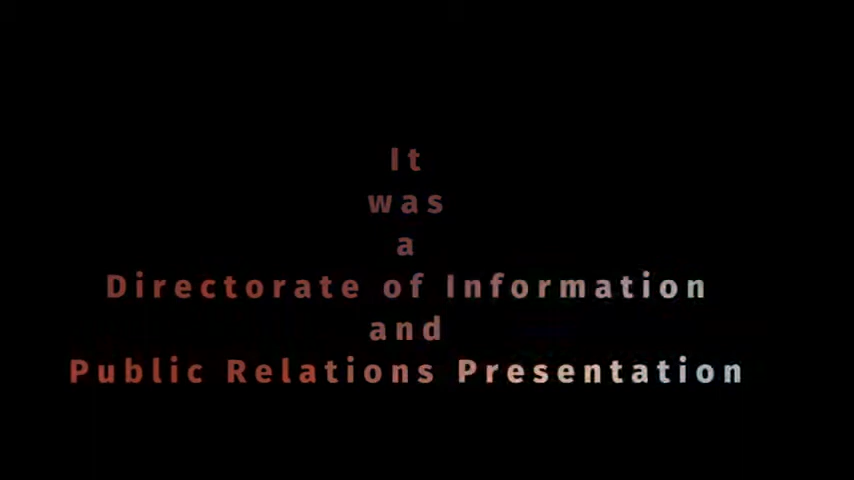 It
was
a
Directorate of Information
and
Public Relations Presentation